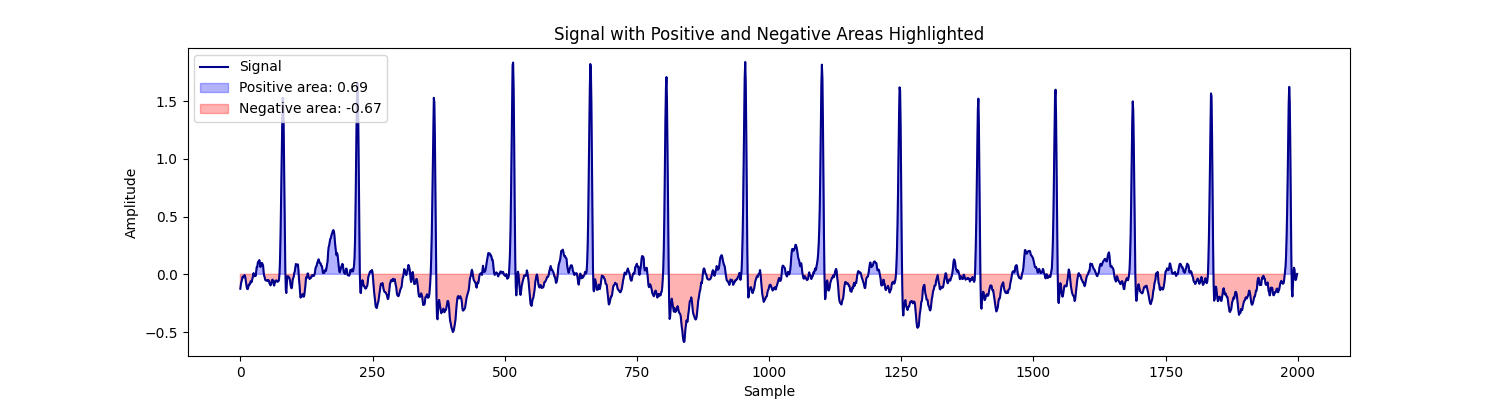 Signal with Positive and Negative Areas Highlighted
Signal
Positive area: 0.69
Negative area: -0.67
Amplitude
1.5
1.0
0.5
0.0
−0.5
0 250 500 750 1000 1250 1500 1750 2000
Sample